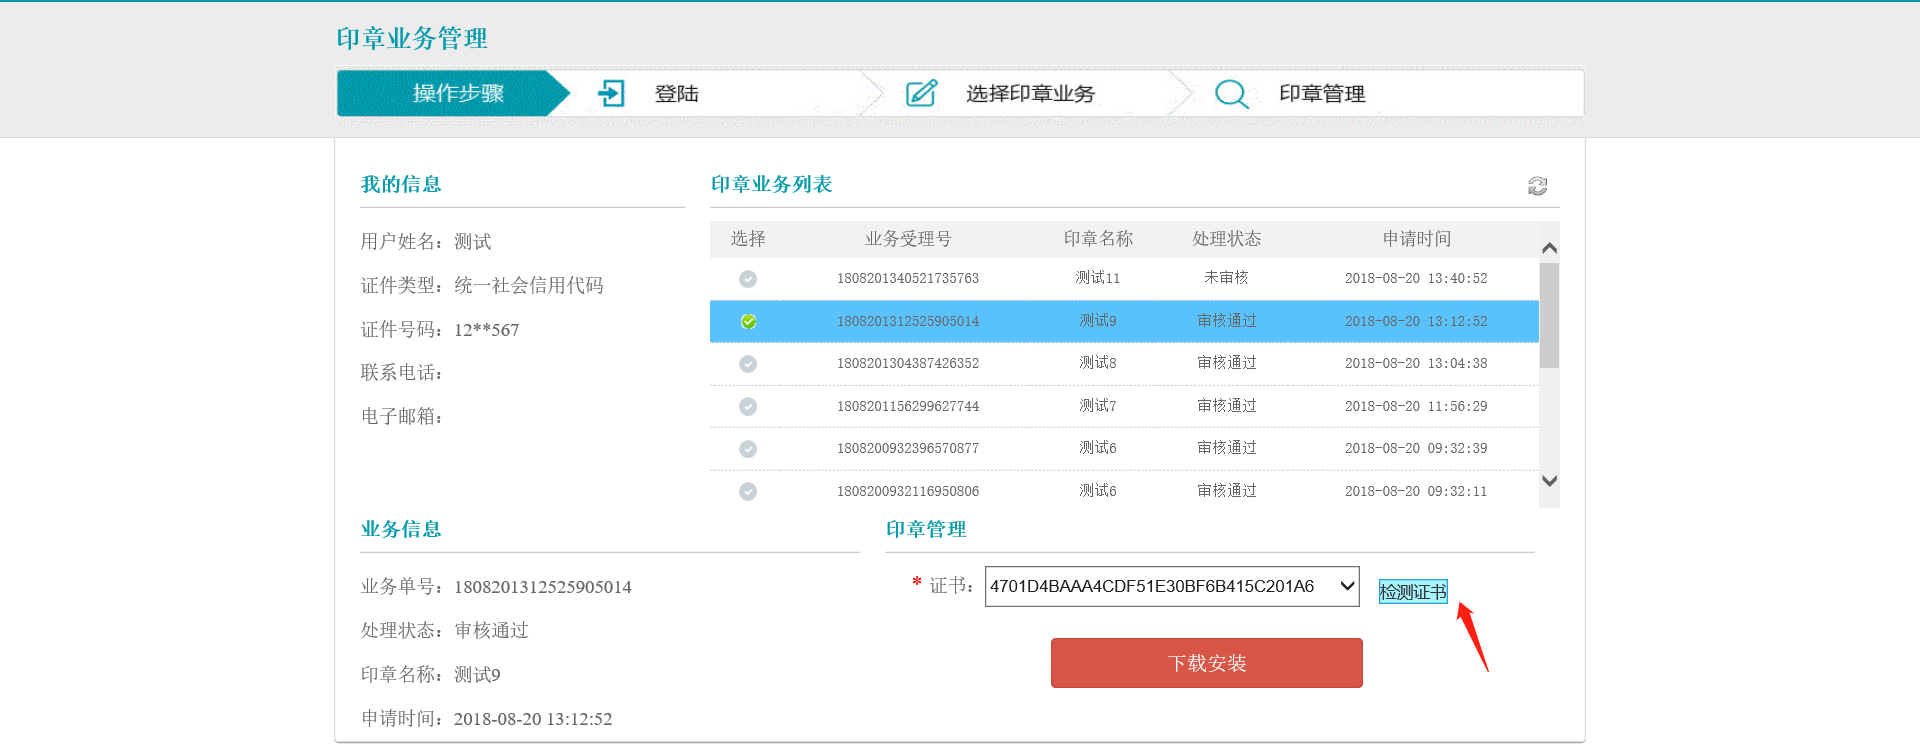 印章业务管理
操作步骤 登陆 选择印章业务 印章管理
我的信息
用户姓名：测试
证件类型：统一社会信用代码
证件号码：12**567
联系电话：
电子邮箱：
印章业务列表
选择 业务受理号 印章名称 处理状态 申请时间
1808201340521735763 测试11 未审核 2018-08-20 13:40:52
1808201312525905014 测试9 审核通过 2018-08-20 13:12:52
1808201304387426352 测试8 审核通过 2018-08-20 13:04:38
1808201156299627744 测试7 审核通过 2018-08-20 11:56:29
1808200932396570877 测试6 审核通过 2018-08-20 09:32:39
1808200932116950806 测试6 审核通过 2018-08-20 09:32:11
业务信息
业务单号：1808201312525905014
处理状态：审核通过
印章名称：测试9
申请时间：2018-08-20 13:12:52
印章管理
* 证书：4701D4BAAA4CDF51E30BF6B415C201A6 检测证书
下载安装